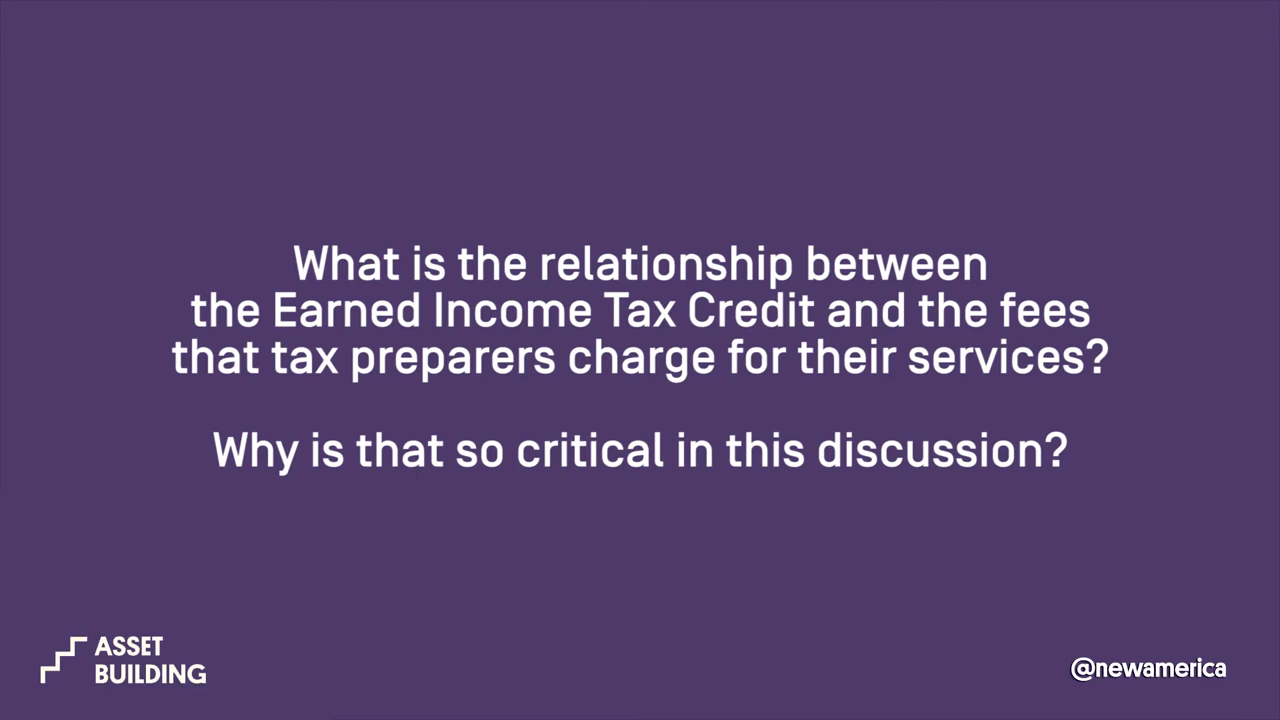 What is the relationship between
the Earned Income Tax Credit and the fees
that tax preparers charge for their services?
Why is that so critical in this discussion?
ASSET
BUILDING
@newamerica